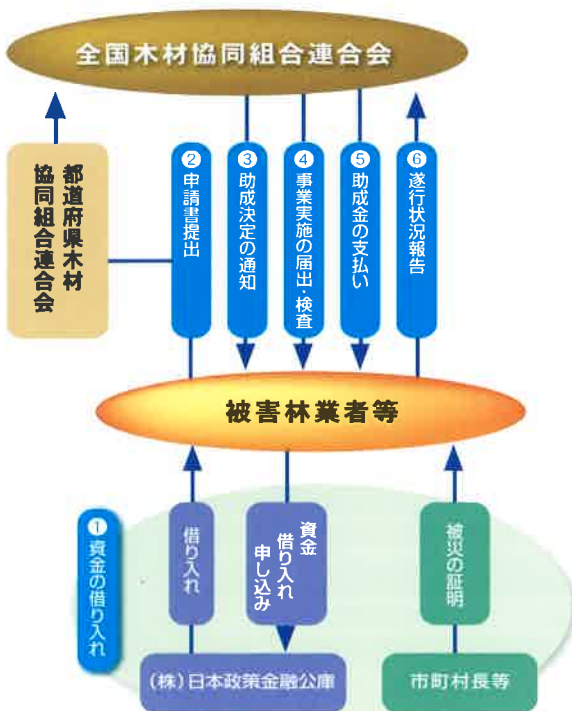 全国木材協同組合連合会
都道府県木材
協同組合連合会
❷申請書提出
❸助成決定の通知
❹事業実施の届出・検査
❺助成金の支払い
❻遂行状況報告
被害林業者等
❶資金の借り入れ
借り入れ
資金
借り入れ
申し込み
被災の証明
(株)日本政策金融公庫
市町村長等